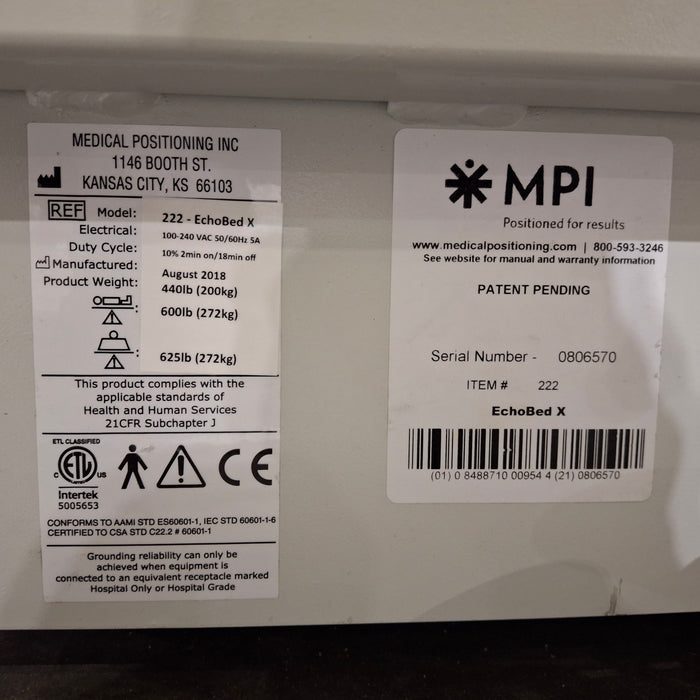 MEDICAL POSITIONING INC
1146 BOOTH ST.
KANSAS CITY, KS 66103
REF Model: 222 - EchoBed X
Electrical: 100-240 VAC 50/60Hz 5A
Duty Cycle: 10% 2min on/18min off
Manufactured: August 2018
Product Weight: 440lb (200kg)
: 600lb (272kg)
: 625lb (272kg)
This product complies with the
applicable standards of
Health and Human Services
21CFR Subchapter J
ETL CLASSIFIED
C ETL US
Intertek
5005653
CE
CONFORMS TO AAMI STD ES60601-1, IEC STD 60601-1-6
CERTIFIED TO CSA STD C22.2 # 60601-1
Grounding reliability can only be
achieved when equipment is
connected to an equivalent receptacle marked
Hospital Only or Hospital Grade
MPI
Positioned for results
www.medicalpositioning.com | 800-593-3246
See website for manual and warranty information
PATENT PENDING
Serial Number - 0806570
ITEM # 222
EchoBed X
(01) 0 8488710 00954 4 (21) 0806570